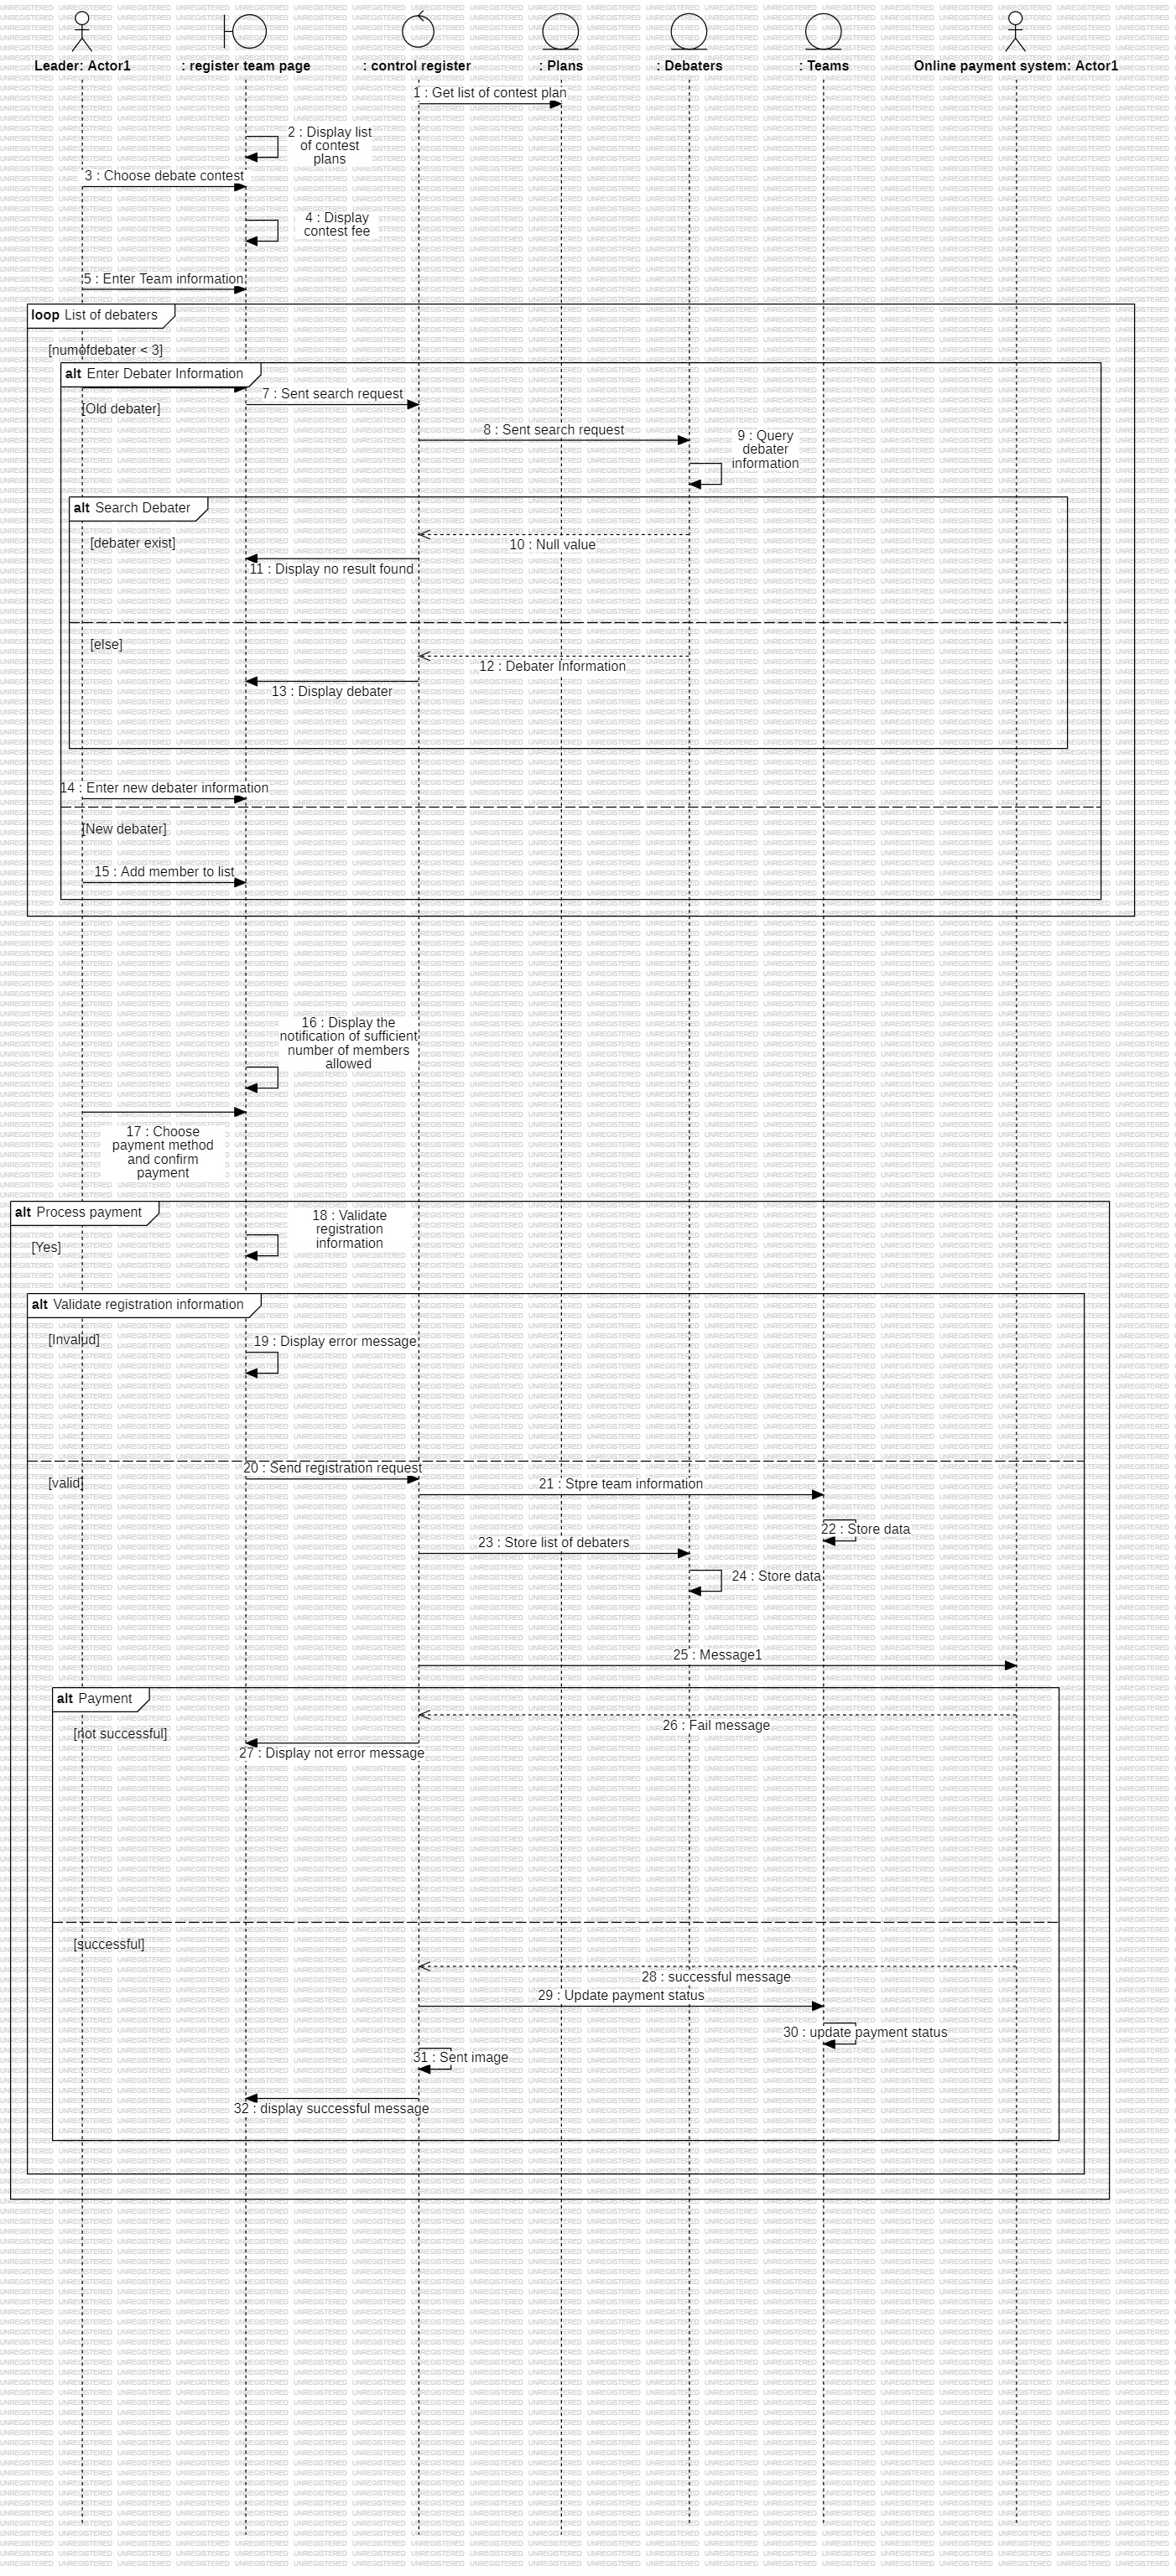 Leader: Actor1
: register team page
: control register
: Plans
: Debaters
: Teams
Online payment system: Actor1
1 : Get list of contest plan
2 : Display list
of contest
plans
3 : Choose debate contest
4 : Display
contest fee
5 : Enter Team information
loop List of debaters
[numofdebater < 3]
alt Enter Debater Information
7 : Sent search request
[Old debater]
8 : Sent search request
9 : Query
debater
information
alt Search Debater
[debater exist]
10 : Null value
11 : Display no result found
[else]
12 : Debater Information
13 : Display debater
14 : Enter new debater information
[New debater]
15 : Add member to list
16 : Display the
notification of sufficient
number of members
allowed
17 : Choose
payment method
and confirm
payment
alt Process payment
18 : Validate
registration
information
[Yes]
alt Validate registration information
[Invalud]
19 : Display error message
20 : Send registration request
[valid]
21 : Stpre team information
22 : Store data
23 : Store list of debaters
24 : Store data
25 : Message1
alt Payment
26 : Fail message
[not successful]
27 : Display not error message
[successful]
28 : successful message
29 : Update payment status
30 : update payment status
31 : Sent image
32 : display successful message
UNREGISTERED